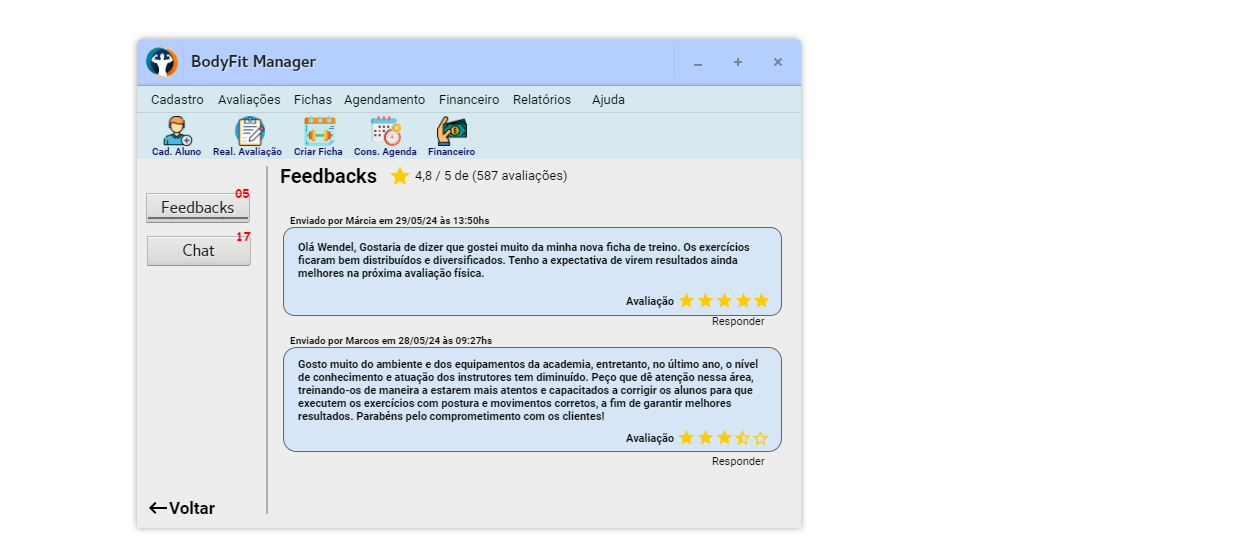 BodyFit Manager
Cadastro Avaliações Fichas Agendamento Financeiro Relatórios Ajuda
Cad. Aluno Real. Avaliação Criar Ficha Cons. Agenda Financeiro
Feedbacks 4,8 / 5 de (587 avaliações)
05
Feedbacks
17
Chat
Enviado por Márcia em 29/05/24 às 13:50hs
Olá Wendel, Gostaria de dizer que gostei muito da minha nova ficha de treino. Os exercícios
ficaram bem distribuídos e diversificados. Tenho a expectativa de virem resultados ainda
melhores na próxima avaliação física.
Avaliação
Responder
Enviado por Marcos em 28/05/24 às 09:27hs
Gosto muito do ambiente e dos equipamentos da academia, entretanto, no último ano, o nível
de conhecimento e atuação dos instrutores tem diminuído. Peço que dê atenção nessa área,
treinando-os de maneira a estarem mais atentos e capacitados a corrigir os alunos para que
executem os exercícios com postura e movimentos corretos, a fim de garantir melhores
resultados. Parabéns pelo comprometimento com os clientes!
Avaliação
Responder
Voltar